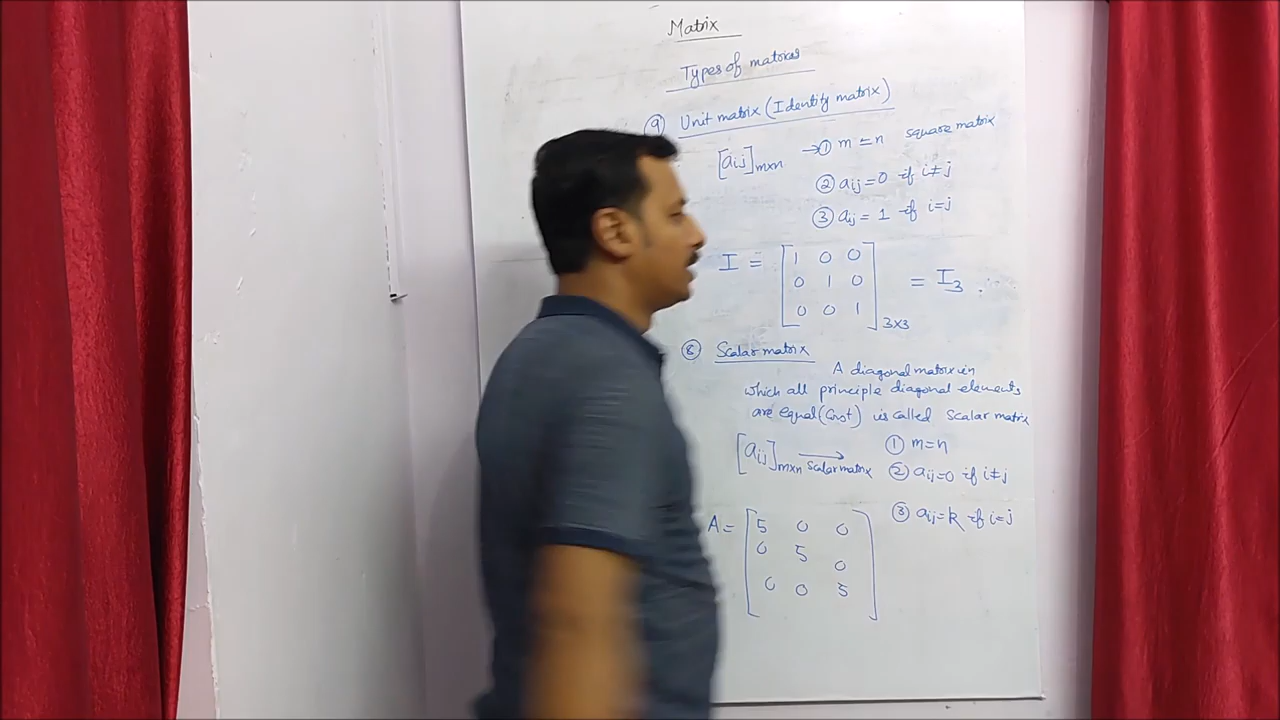 Matrix
Types of matrices
⑨ Unit matrix (Identity matrix)
[aij]m×n → ① m = n square matrix
② aij = 0 if i ≠ j
③ aij = 1 if i = j
I = [1 0 0
0 1 0
0 0 1]3×3 = I3 .
⑧ Scalar matrix
A diagonal matrix in
which all principle diagonal elements
are equal is called Scalar matrix
[aij]m×n → Scalar matrix ① m = n
② aij = 0 if i ≠ j
③ aij = k if i = j
A = [5 0 0
0 5 0
0 0 5]